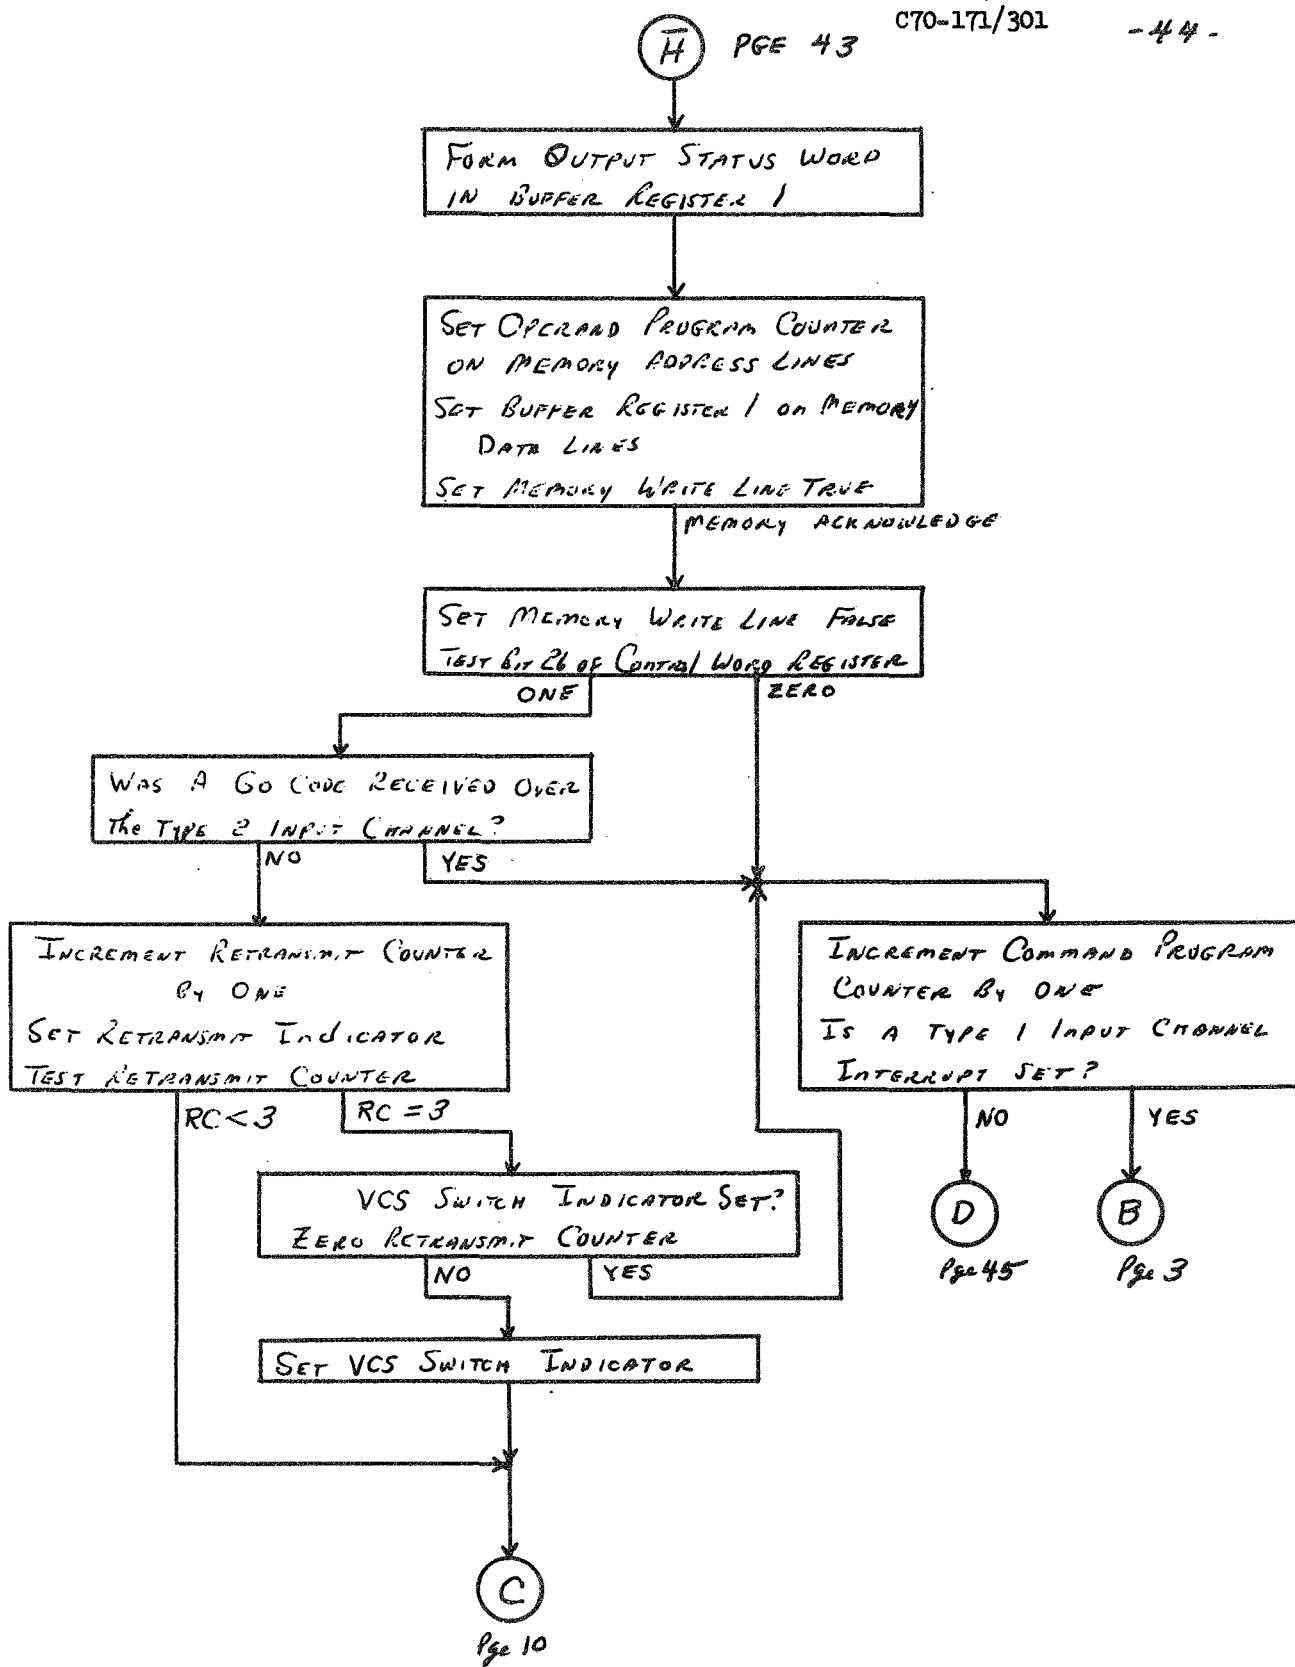 C70-171/301
-44-
H̅ PGE 43
FORM OUTPUT STATUS WORD
IN BUFFER REGISTER 1
SET OPERAND PROGRAM COUNTER
ON MEMORY ADDRESS LINES
SET BUFFER REGISTER 1 ON MEMORY
DATA LINES
SET MEMORY WRITE LINE TRUE
MEMORY ACKNOWLEDGE
SET MEMORY WRITE LINE FALSE
TEST BIT 26 OF CONTROL WORD REGISTER
ONE
ZERO
WAS A GO CODE RECEIVED OVER
The TYPE 2 INPUT CHANNEL?
NO
YES
INCREMENT RETRANSMIT COUNTER
BY ONE
SET RETRANSMIT INDICATOR
TEST RETRANSMIT COUNTER
INCREMENT COMMAND PROGRAM
COUNTER BY ONE
IS A TYPE 1 INPUT CHANNEL
INTERRUPT SET?
RC<3
RC=3
NO
YES
VCS SWITCH INDICATOR SET?
ZERO RETRANSMIT COUNTER
D
B
Pge 45
Pge 3
NO
YES
SET VCS SWITCH INDICATOR
C
Pge 10